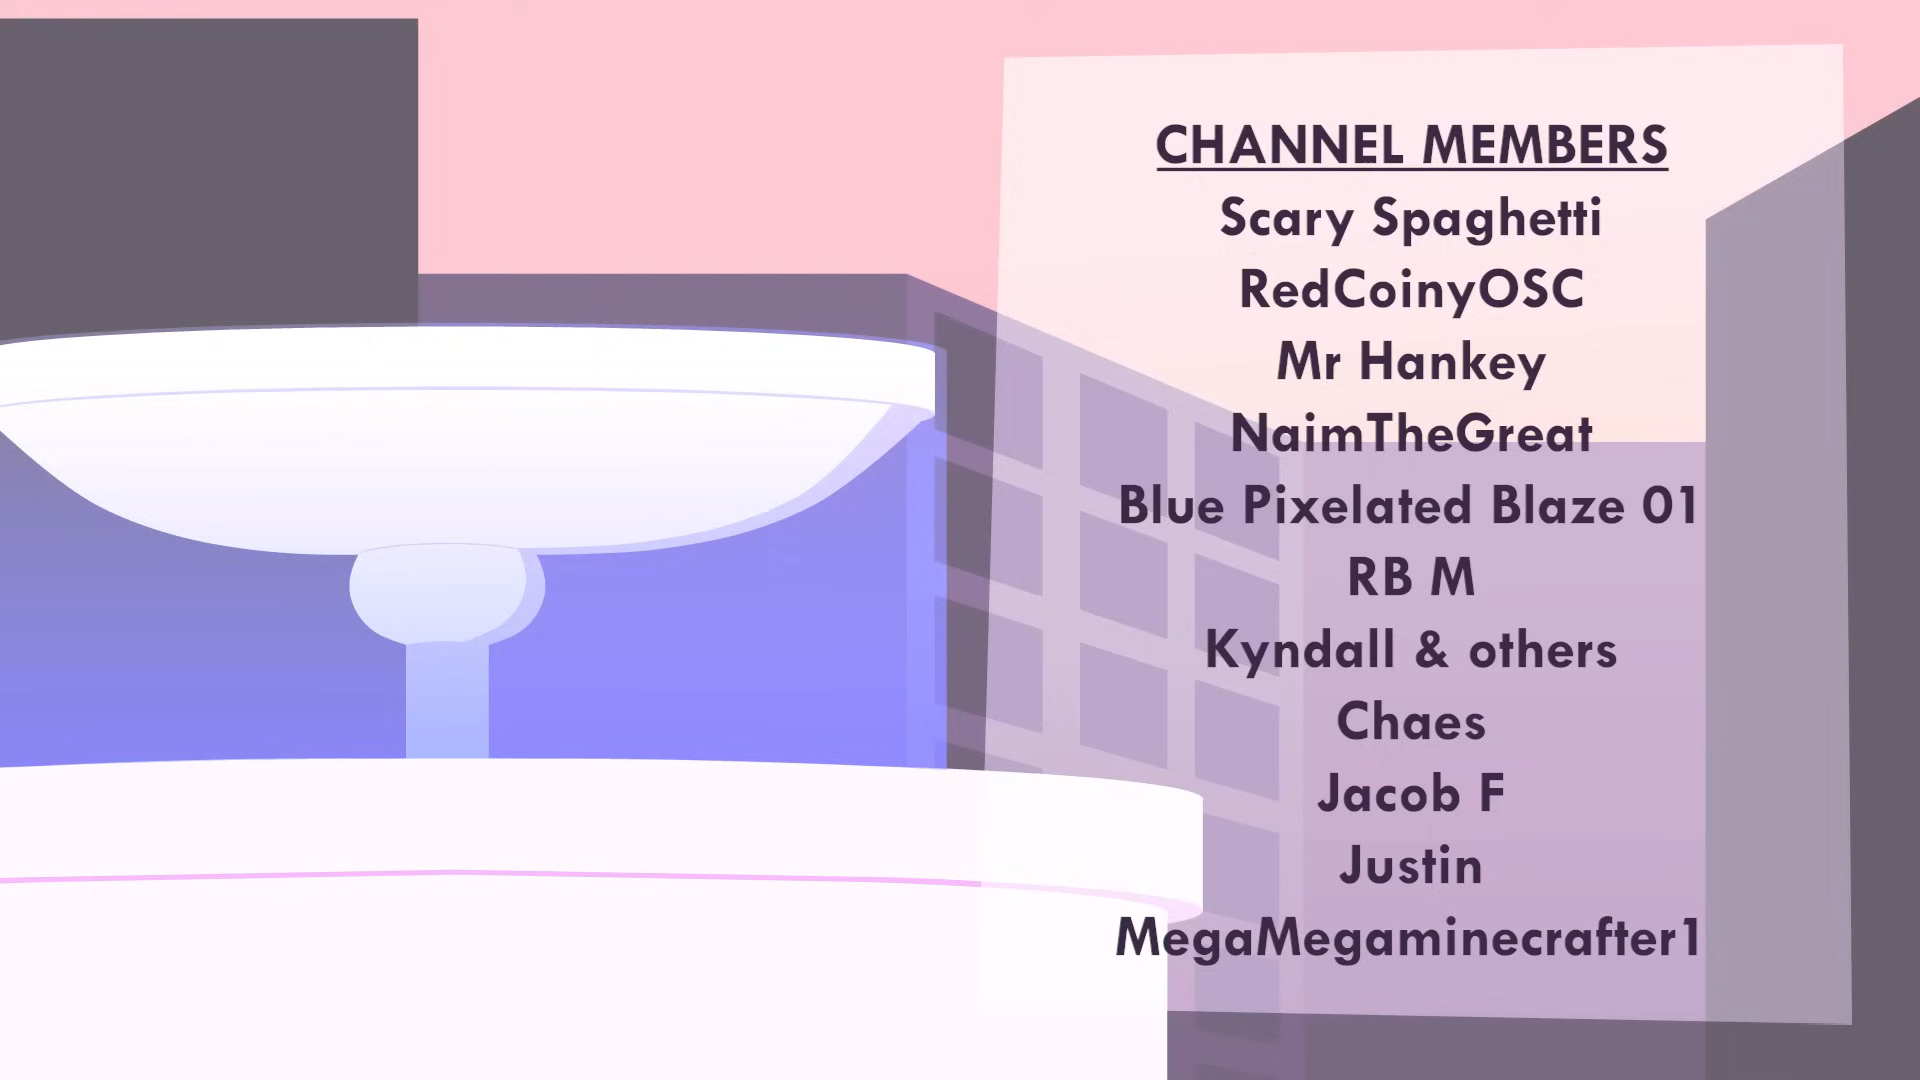 CHANNEL MEMBERS
Scary Spaghetti
RedCoinyOSC
Mr Hankey
NaimTheGreat
Blue Pixelated Blaze 01
RB M
Kyndall & others
Chaes
Jacob F
Justin
MegaMegaminecrafter1